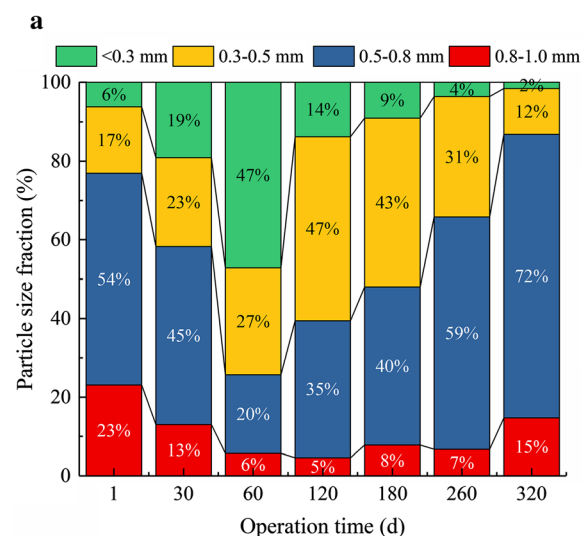 a
<0.3 mm 0.3-0.5 mm 0.5-0.8 mm 0.8-1.0 mm
Particle size fraction (%)
100
80
60
40
20
0
6% 19% 47% 14% 9% 4% 2%
17% 23% 27% 47% 43% 31% 12%
54% 45% 20% 35% 40% 59% 72%
23% 13% 6% 5% 8% 7% 15%
1 30 60 120 180 260 320
Operation time (d)